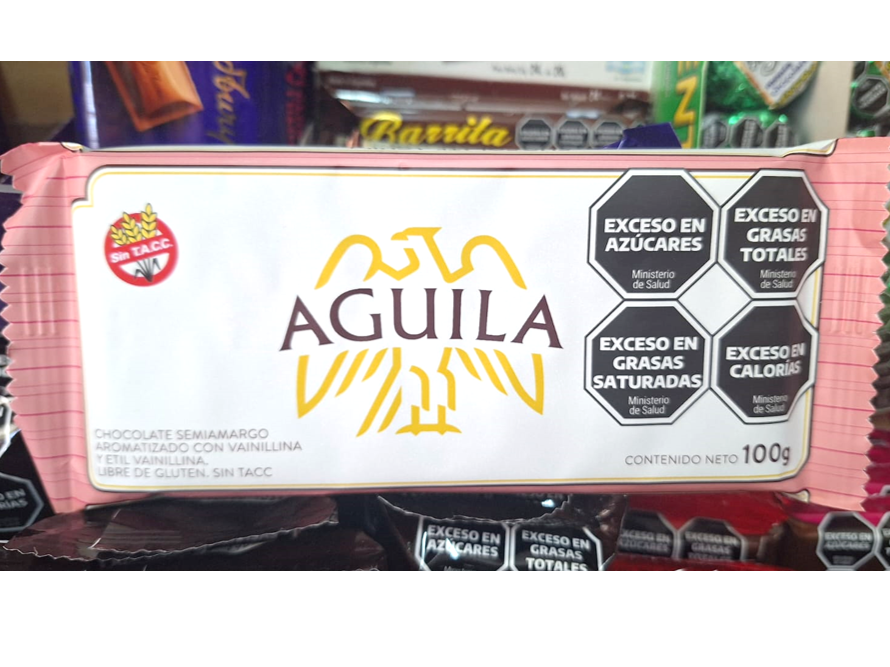 Barrita
Sin T.A.C.C.
AGUILA
EXCESO EN
AZÚCARES
Ministerio
de Salud
EXCESO EN
GRASAS
TOTALES
Ministerio
de Salud
EXCESO EN
GRASAS
SATURADAS
Ministerio
de Salud
EXCESO EN
CALORÍAS
Ministerio
de Salud
CHOCOLATE SEMIAMARGO
AROMATIZADO CON VAINILLINA
Y ETIL VAINILLINA.
LIBRE DE GLUTEN. SIN TACC
CONTENIDO NETO 100g
EXCESO EN
AZÚCARES
EXCESO EN
GRASAS
TOTALES